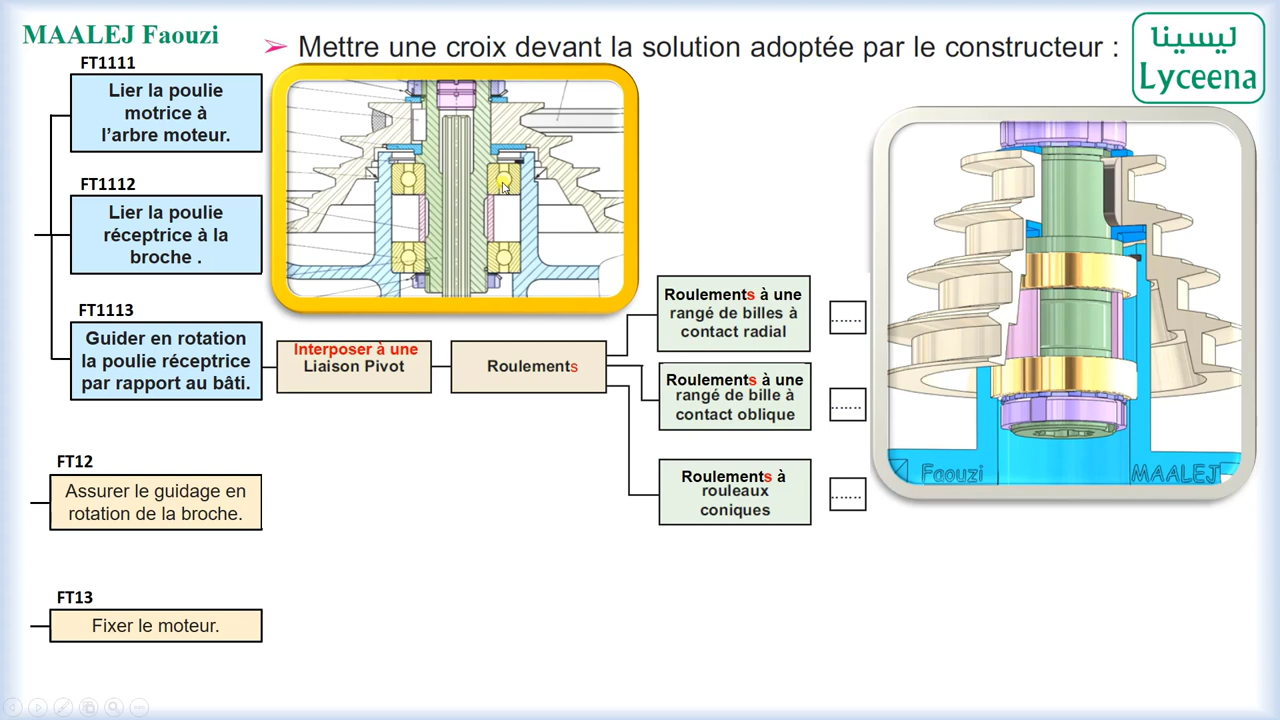 MAALEJ Faouzi
➢ Mettre une croix devant la solution adoptée par le constructeur :
ليسينا
Lyceena
FT1111
Lier la poulie
motrice à
l’arbre moteur.
FT1112
Lier la poulie
réceptrice à la
broche .
FT1113
Guider en rotation
la poulie réceptrice
par rapport au bâti.
Interposer à une
Liaison Pivot
Roulements
Roulements à une
rangé de billes à
contact radial
.......
Roulements à une
rangé de bille à
contact oblique
.......
Roulements à
rouleaux
coniques
.......
Faouzi MAALEJ
FT12
Assurer le guidage en
rotation de la broche.
FT13
Fixer le moteur.